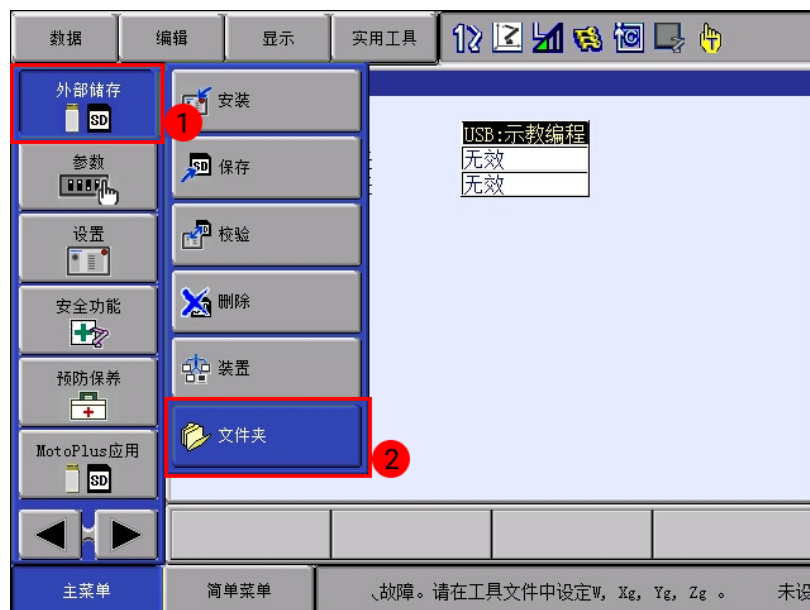 数据
编辑
显示
实用工具
外部储存
SD
1
安装
USB:示教编程
参数
SD
保存
无效
无效
设置
校验
安全功能
删除
预防保养
装置
MotoPlus应用
SD
文件夹
2
主菜单
简单菜单
、故障。请在工具文件中设定W, Xg, Yg, Zg 。
未设